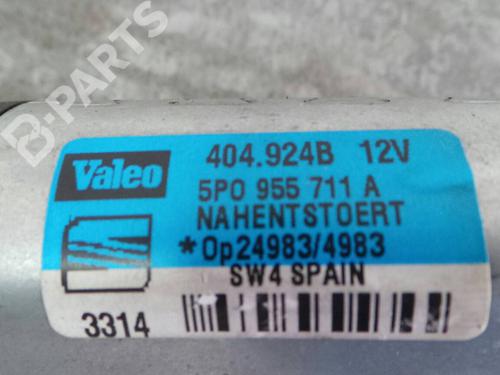 B-PARTS
Valeo
404.924B 12V
5P0 955 711 A
NAHENTSTOERT
*Op24983/4983
SW4 SPAIN
3314